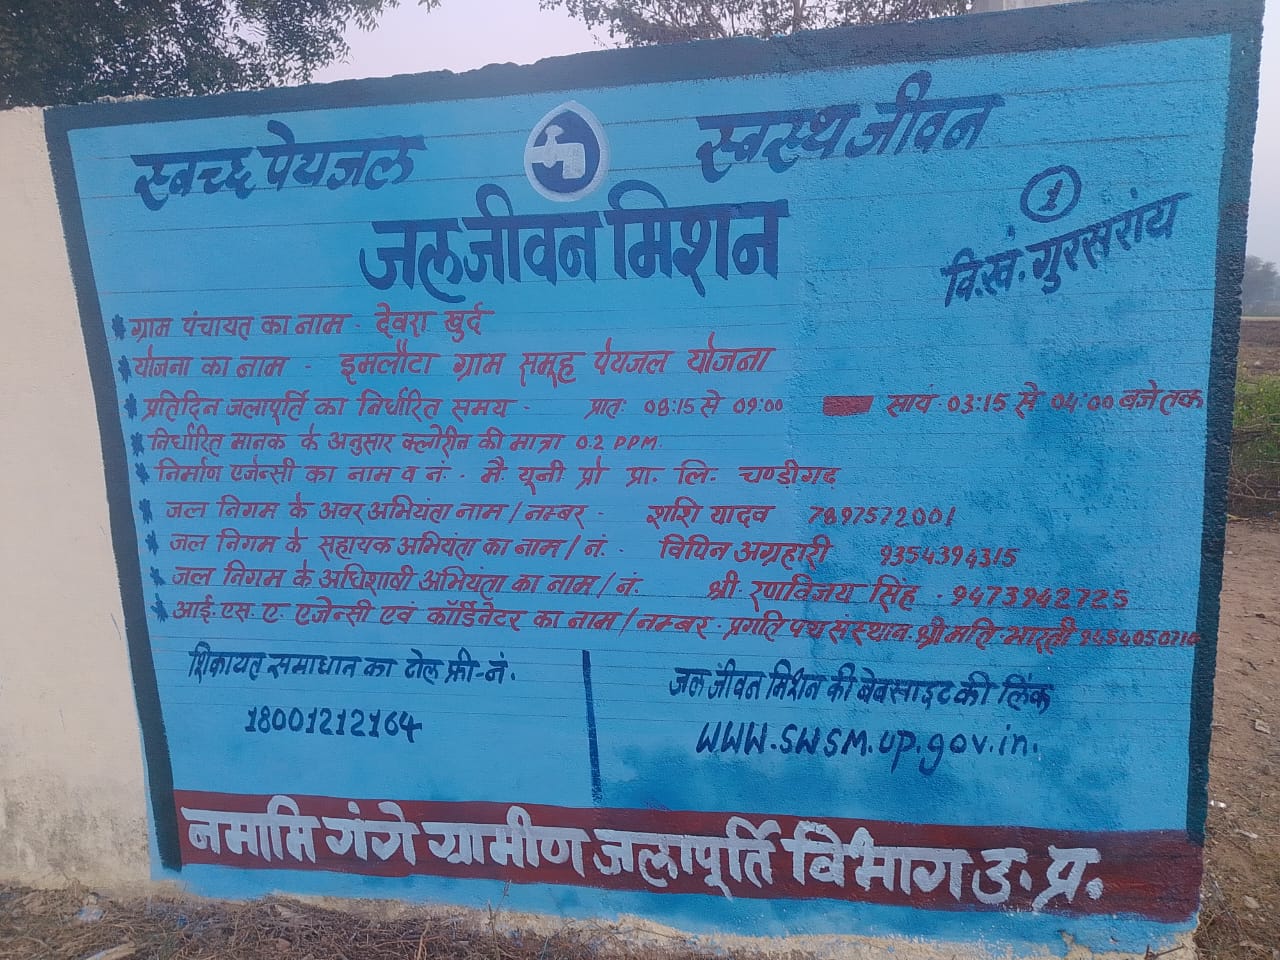 स्वच्छ पेयजल स्वस्थ जीवन
जल जीवन मिशन
1
वि.खं. गुरसरांय
ग्राम पंचायत का नाम - देवरा खुर्द
योजना का नाम - इमलौटा ग्राम समूह पेयजल योजना
प्रतिदिन जलापूर्ति का निर्धारित समय - प्रातः 08:15 से 09:00 सायं 03:15 से 04:00 बजे तक
निर्धारित मानक के अनुसार क्लोरीन की मात्रा 0.2 PPM.
निर्माण एजेन्सी का नाम व नं. - मै. यूनी प्रो प्रा. लि. चण्डीगढ़
जल निगम के अवर अभियंता नाम / नम्बर - शशि यादव 7897572001
जल निगम के सहायक अभियंता का नाम / नं. - विपिन अग्रहारी 9354394315
जल निगम के अधिशाषी अभियंता का नाम / नं. श्री. रणविजय सिंह - 9473942725
आई. एस. ए. एजेन्सी एवं कॉर्डिनेटर का नाम / नम्बर - प्रगति पथ संस्थान - श्रीमति भारती
शिकायत समाधान का टोल फ्री-नं.
18001212164
जल जीवन मिशन की बेबसाइट की लिंक
WWW.SWSM.UP.gov.in.
नमामि गंगे ग्रामीण जलापूर्ति विभाग उ. प्र.